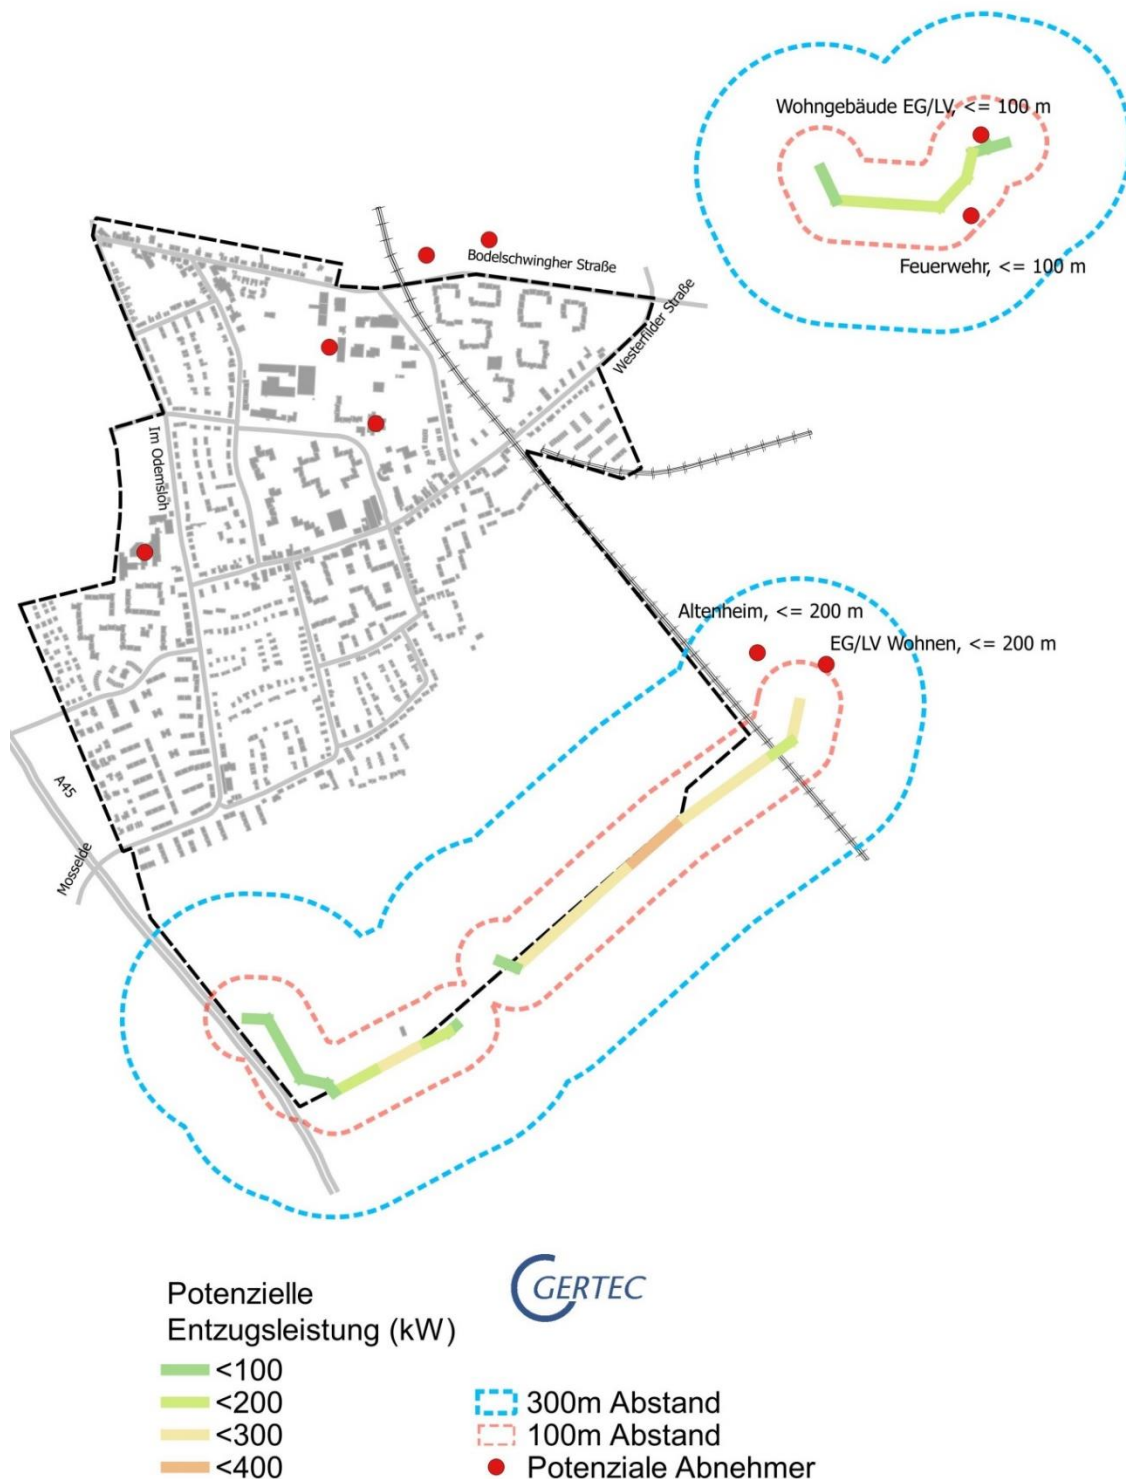 Wohngebäude EG/LV, <= 100 m
Feuerwehr, <= 100 m
Bodelschwingher Straße
Westerfilder Straße
Im Odemsloh
Altenheim, <= 200 m
EG/LV Wohnen, <= 200 m
A45
Mosselde
GERTEC
Potenzielle
Entzugsleistung (kW)
<100
<200
<300
<400
300m Abstand
100m Abstand
Potenziale Abnehmer